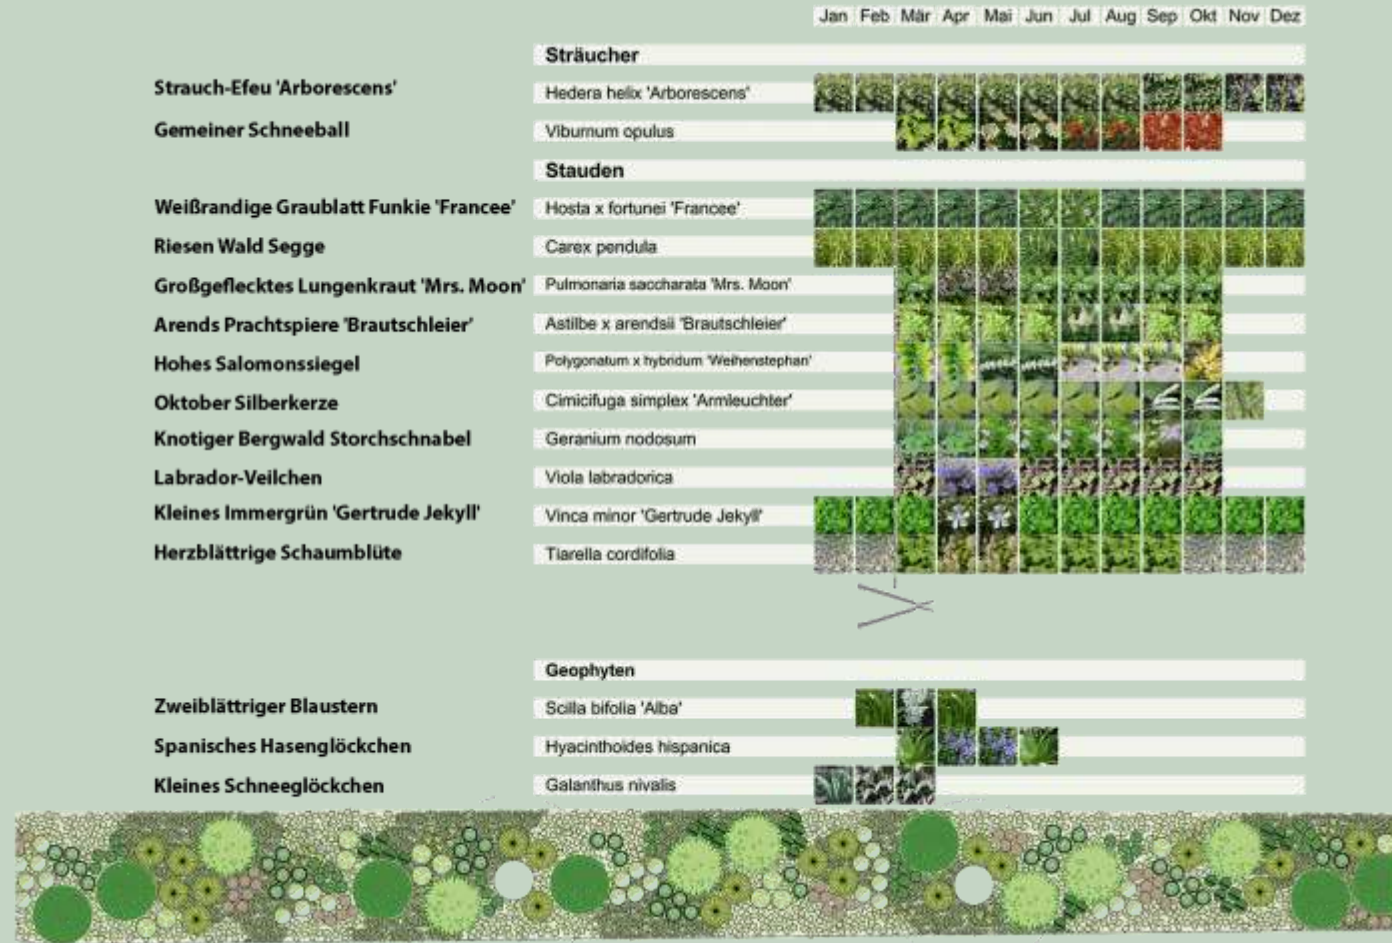 Jan Feb Mär Apr Mai Jun Jul Aug Sep Okt Nov Dez
Sträucher
Strauch-Efeu 'Arborescens' Hedera helix 'Arborescens'
Gemeiner Schneeball Viburnum opulus
Stauden
Weißrandige Graublatt Funkie 'Francee' Hosta x fortunei 'Francee'
Riesen Wald Segge Carex pendula
Großgeflecktes Lungenkraut 'Mrs. Moon' Pulmonaria saccharata 'Mrs. Moon'
Arends Prachtspiere 'Brautschleier' Astilbe x arendsii 'Brautschleier'
Hohes Salomonssiegel Polygonatum x hybridum 'Weihenstephan'
Oktober Silberkerze Cimicifuga simplex 'Armleuchter'
Knotiger Bergwald Storchschnabel Geranium nodosum
Labrador-Veilchen Viola labradorica
Kleines Immergrün 'Gertrude Jekyll' Vinca minor 'Gertrude Jekyll'
Herzblättrige Schaumblüte Tiarella cordifolia
Geophyten
Zweiblättriger Blaustern Scilla bifolia 'Alba'
Spanisches Hasenglöckchen Hyacinthoides hispanica
Kleines Schneeglöckchen Galanthus nivalis